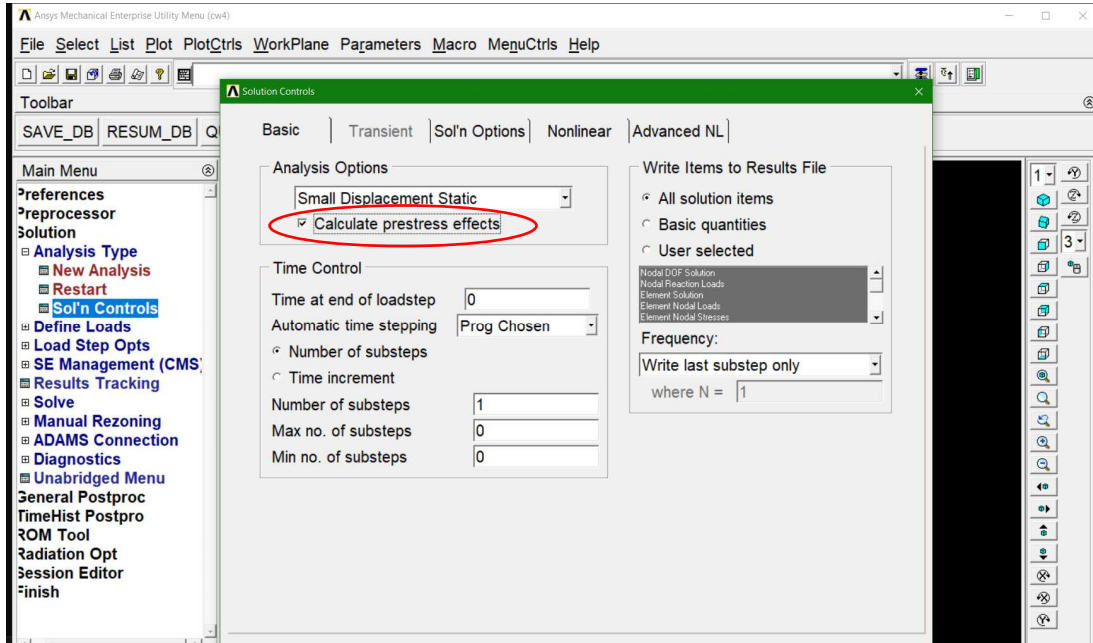 Ansys Mechanical Enterprise Utility Menu (cw4)
File Select List Plot PlotCtrls WorkPlane Parameters Macro MenuCtrls Help
Toolbar
SAVE_DB RESUM_DB QU
Main Menu
Preferences
Preprocessor
Solution
Analysis Type
New Analysis
Restart
Sol'n Controls
Define Loads
Load Step Opts
SE Management (CMS)
Results Tracking
Solve
Manual Rezoning
ADAMS Connection
Diagnostics
Unabridged Menu
General Postproc
TimeHist Postpro
ROM Tool
Radiation Opt
Session Editor
Finish
Solution Controls
Basic Transient Sol'n Options Nonlinear Advanced NL
Analysis Options
Small Displacement Static
Calculate prestress effects
Time Control
Time at end of loadstep 0
Automatic time stepping Prog Chosen
Number of substeps
Time increment
Number of substeps 1
Max no. of substeps 0
Min no. of substeps 0
Write Items to Results File
All solution items
Basic quantities
User selected
Nodal DOF Solution
Nodal Reaction Loads
Element Solution
Element Nodal Loads
Element Nodal Stresses
Frequency:
Write last substep only
where N = 1
1
3